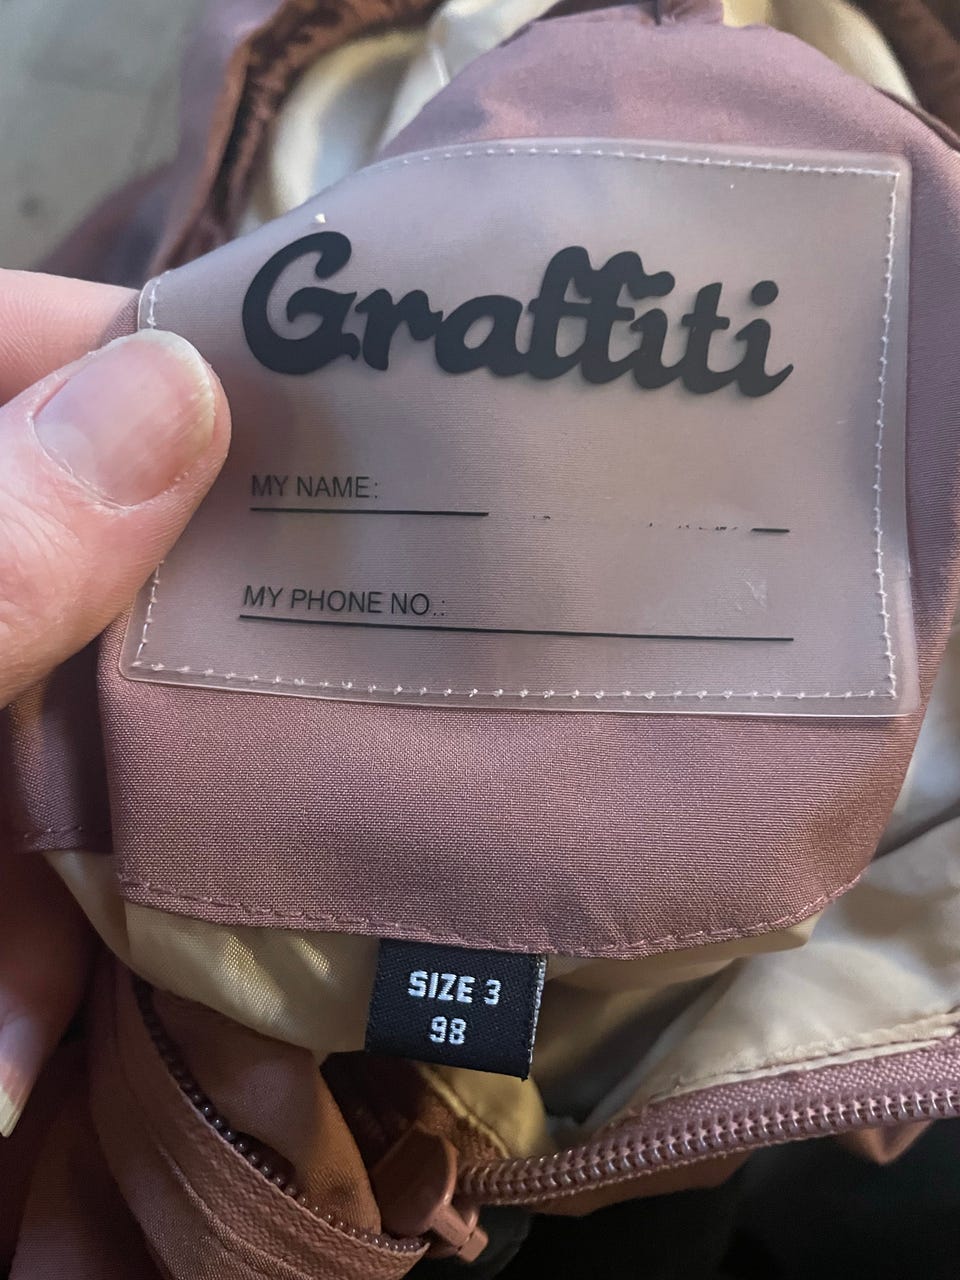 Graffiti
MY NAME:
MY PHONE NO.:
SIZE 3
98